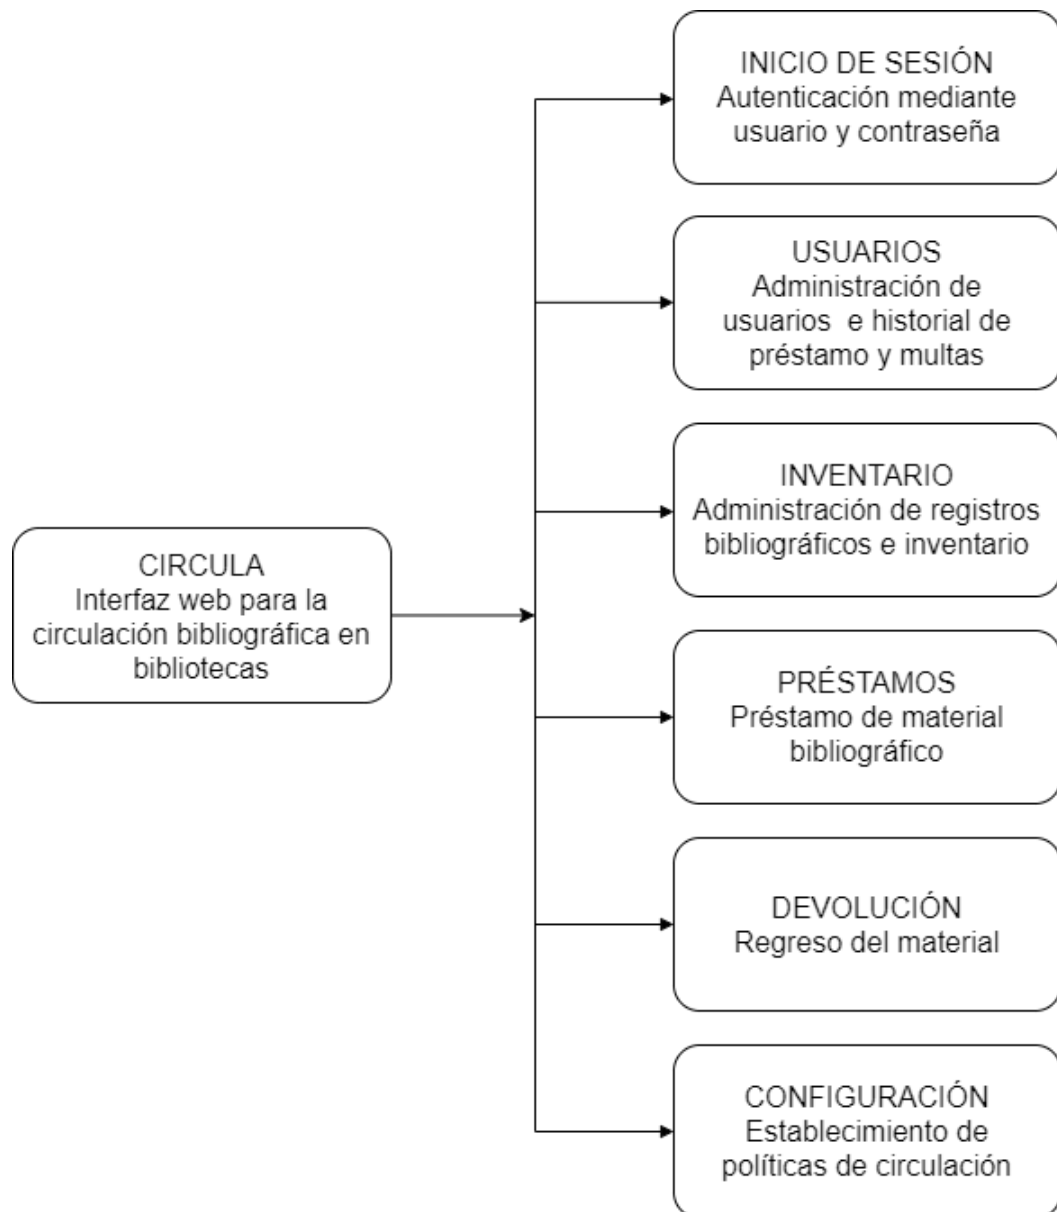 INICIO DE SESIÓN
Autenticación mediante
usuario y contraseña
USUARIOS
Administración de
usuarios  e historial de
préstamo y multas
INVENTARIO
Administración de registros
bibliográficos e inventario
CIRCULA
Interfaz web para la
circulación bibliográfica en
bibliotecas
PRÉSTAMOS
Préstamo de material
bibliográfico
DEVOLUCIÓN
Regreso del material
CONFIGURACIÓN
Establecimiento de
políticas de circulación